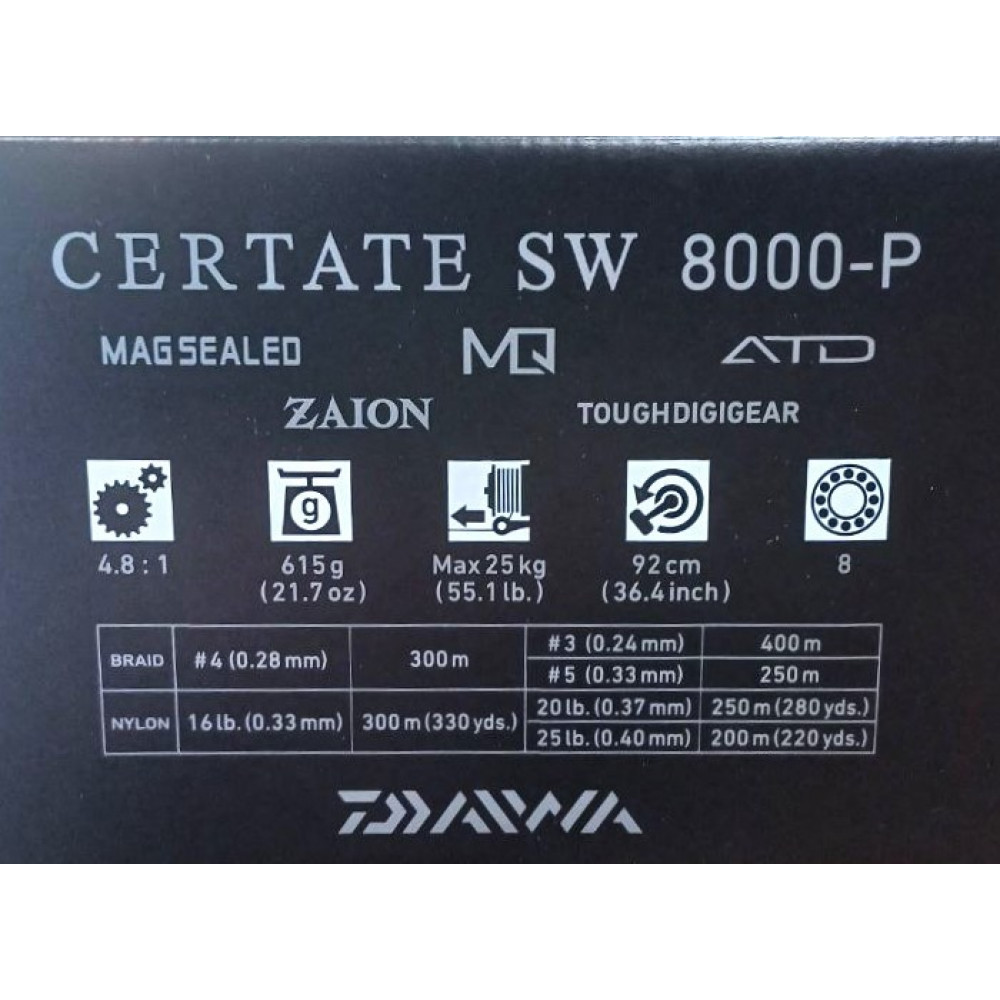 CERTATE SW 8000-P
MAGSEALED MQ ATD
ZAION TOUGHDIGIGEAR
g
4.8 : 1 615g Max 25kg 92cm 8
(21.7oz) (55.1lb.) (36.4inch)
BRAID #4 (0.28mm) 300m #3 (0.24mm) 400m
#5 (0.33mm) 250m
NYLON 16lb.(0.33mm) 300m(330yds.) 20lb.(0.37mm) 250m(280yds.)
25lb.(0.40mm) 200m(220yds.)
DAIWA